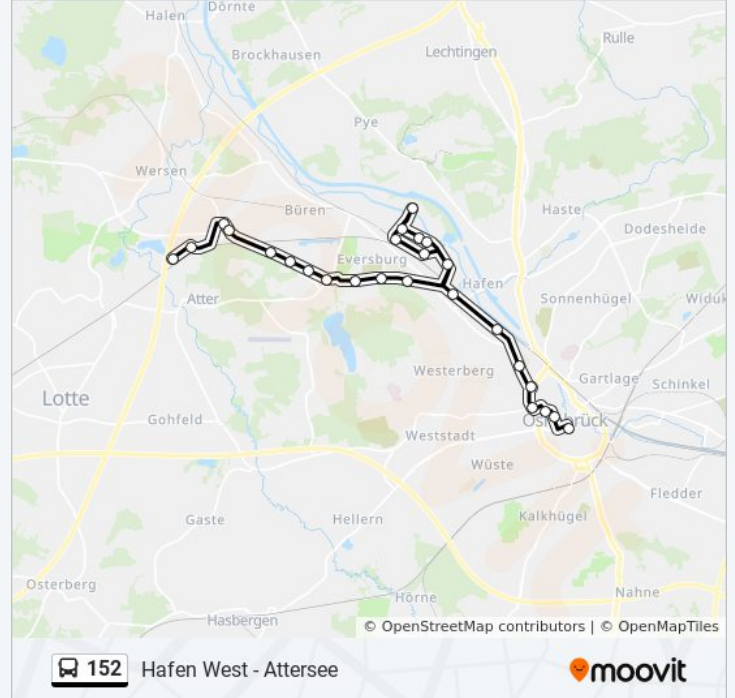 Halen
Dörnte
Rulle
Brockhausen
Lechtingen
Pye
Wersen
Büren
Haste
Dodesheide
Eversburg
Hafen
Atter
Sonnenhügel
Widuk
Westerberg
Gartlage
Schinkel
Lotte
Gohfeld
Osnabrück
Weststadt
Wüste
Fledder
Gaste
Hellern
Kalkhügel
Osterberg
Hörne
Nahne
Hasbergen
© OpenStreetMap contributors | © OpenMapTiles
152 Hafen West - Attersee
moovit